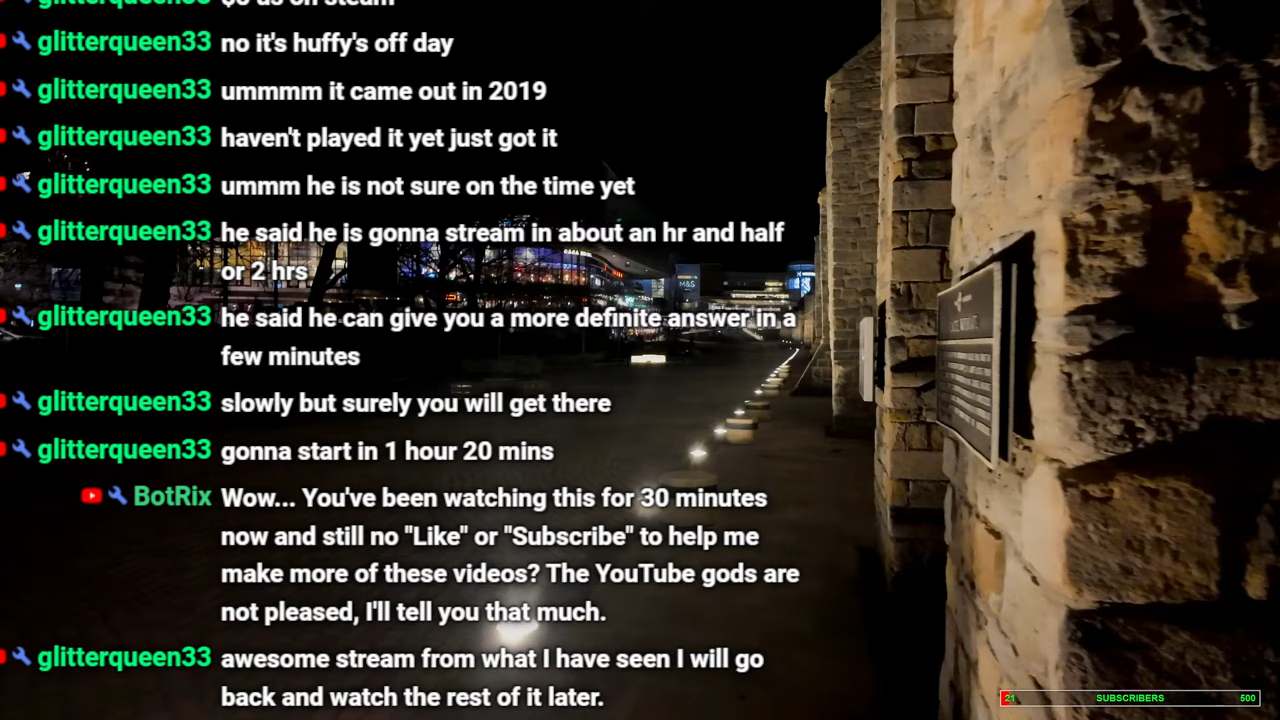 glitterqueen33 no it's huffy's off day
glitterqueen33 ummmm it came out in 2019
glitterqueen33 haven't played it yet just got it
glitterqueen33 ummm he is not sure on the time yet
glitterqueen33 he said he is gonna stream in about an hr and half
or 2 hrs
glitterqueen33 he said he can give you a more definite answer in a
few minutes
glitterqueen33 slowly but surely you will get there
glitterqueen33 gonna start in 1 hour 20 mins
BotRix Wow... You've been watching this for 30 minutes
now and still no "Like" or "Subscribe" to help me
make more of these videos? The YouTube gods are
not pleased, I'll tell you that much.
glitterqueen33 awesome stream from what I have seen I will go
back and watch the rest of it later.
M&S
21 SUBSCRIBERS 500